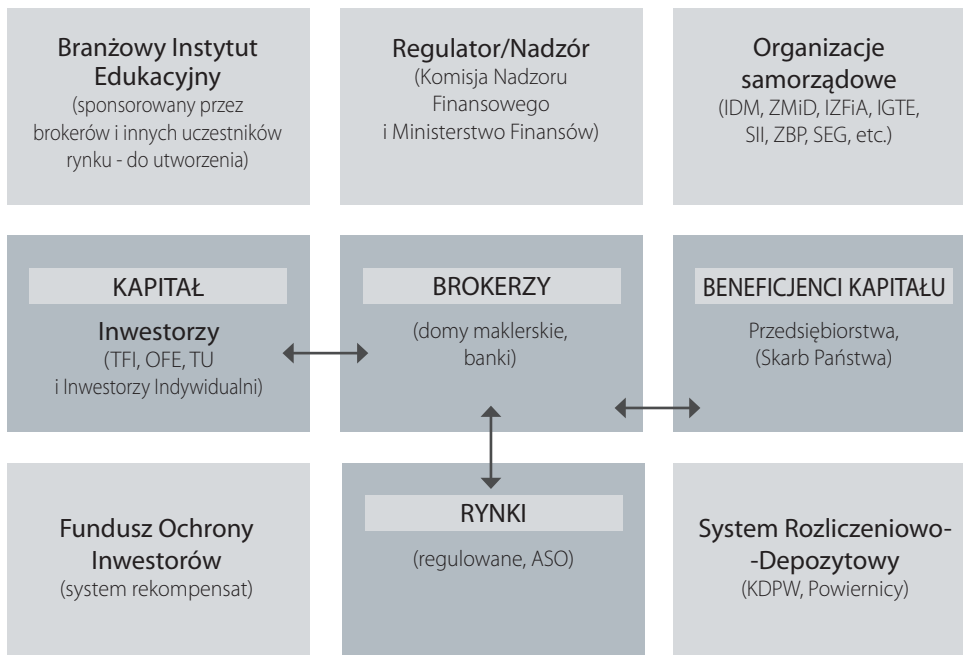 Branżowy Instytut
Edukacyjny
(sponsorowany przez
brokerów i innych uczestników
rynku - do utworzenia)
Regulator/Nadzór
(Komisja Nadzoru
Finansowego
i Ministerstwo Finansów)
Organizacje
samorządowe
(IDM, ZMiD, IZFiA, IGTE,
SII, ZBP, SEG, etc.)
KAPITAŁ
Inwestorzy
(TFI, OFE, TU
i Inwestorzy Indywidualni)
BROKERZY
(domy maklerskie,
banki)
BENEFICJENCI KAPITAŁU
Przedsiębiorstwa,
(Skarb Państwa)
Fundusz Ochrony
Inwestorów
(system rekompensat)
RYNKI
(regulowane, ASO)
System Rozliczeniowo-
-Depozytowy
(KDPW, Powiernicy)